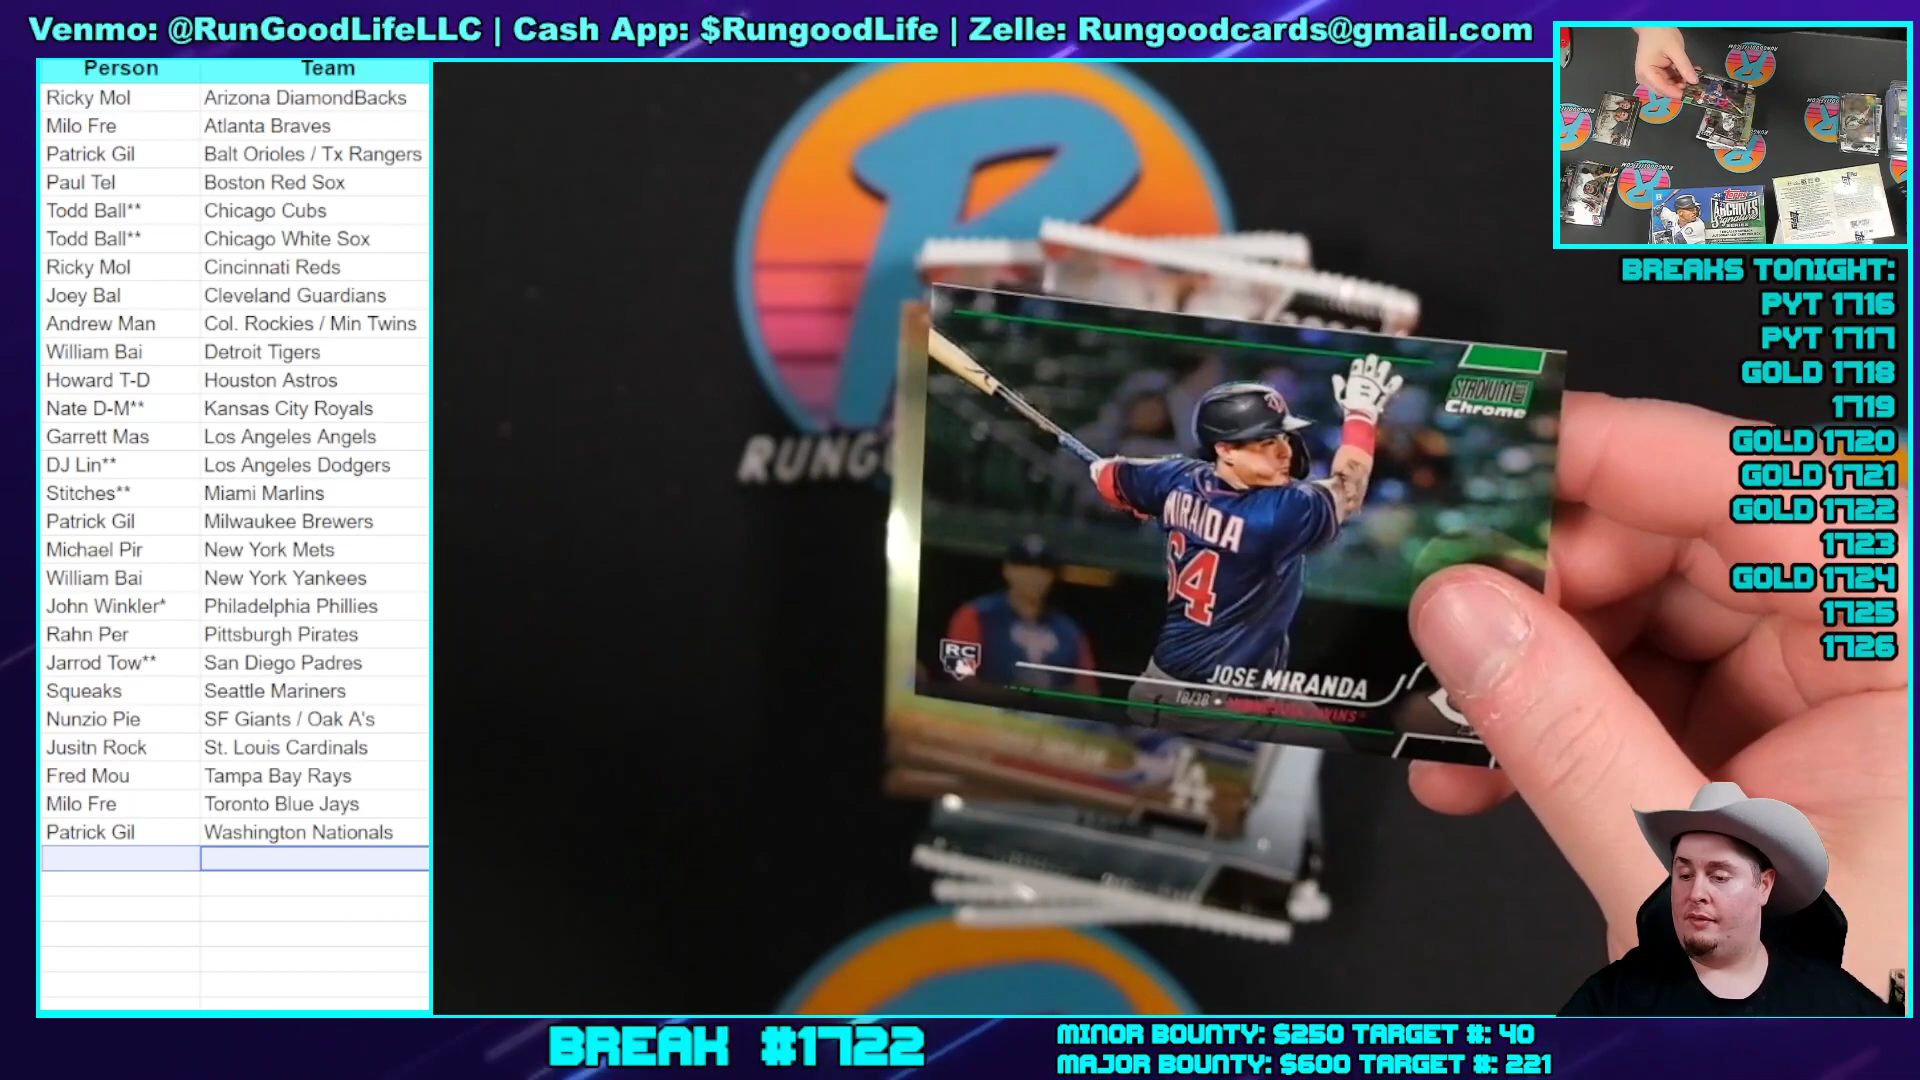 Venmo: @RunGoodLifeLLC | Cash App: $RungoodLife | Zelle: Rungoodcards@gmail.com
Person Team
Ricky Mol Arizona DiamondBacks
Milo Fre Atlanta Braves
Patrick Gil Balt Orioles / Tx Rangers
Paul Tel Boston Red Sox
Todd Ball** Chicago Cubs
Todd Ball** Chicago White Sox
Ricky Mol Cincinnati Reds
Joey Bal Cleveland Guardians
Andrew Man Col. Rockies / Min Twins
William Bai Detroit Tigers
Howard T-D Houston Astros
Nate D-M** Kansas City Royals
Garrett Mas Los Angeles Angels
DJ Lin** Los Angeles Dodgers
Stitches** Miami Marlins
Patrick Gil Milwaukee Brewers
Michael Pir New York Mets
William Bai New York Yankees
John Winkler* Philadelphia Phillies
Rahn Per Pittsburgh Pirates
Jarrod Tow** San Diego Padres
Squeaks Seattle Mariners
Nunzio Pie SF Giants / Oak A's
Jusitn Rock St. Louis Cardinals
Fred Mou Tampa Bay Rays
Milo Fre Toronto Blue Jays
Patrick Gil Washington Nationals
RUNG
STADIUM
Chrome
MIRANDA
64
RC
JOSE MIRANDA
1B/3B • MINNESOTA TWINS
LA
TOPPS
ARCHIVES
BREAKS TONIGHT:
PYT 1716
PYT 1717
GOLD 1718
1719
GOLD 1720
GOLD 1721
GOLD 1722
1723
GOLD 1724
1725
1726
BREAK #1722
MINOR BOUNTY: $250 TARGET #: 40
MAJOR BOUNTY: $600 TARGET #: 221